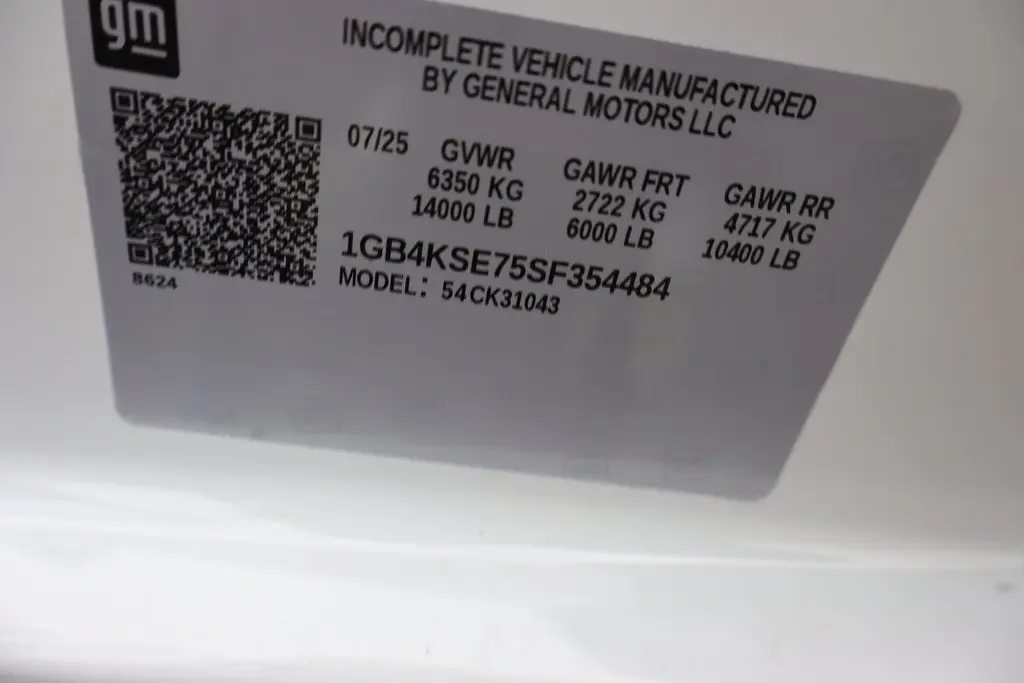 gm
INCOMPLETE VEHICLE MANUFACTURED
BY GENERAL MOTORS LLC
07/25 GVWR GAWR FRT GAWR RR
6350 KG 2722 KG 4717 KG
14000 LB 6000 LB 10400 LB
1GB4KSE75SF354484
MODEL: 54CK31043
8624